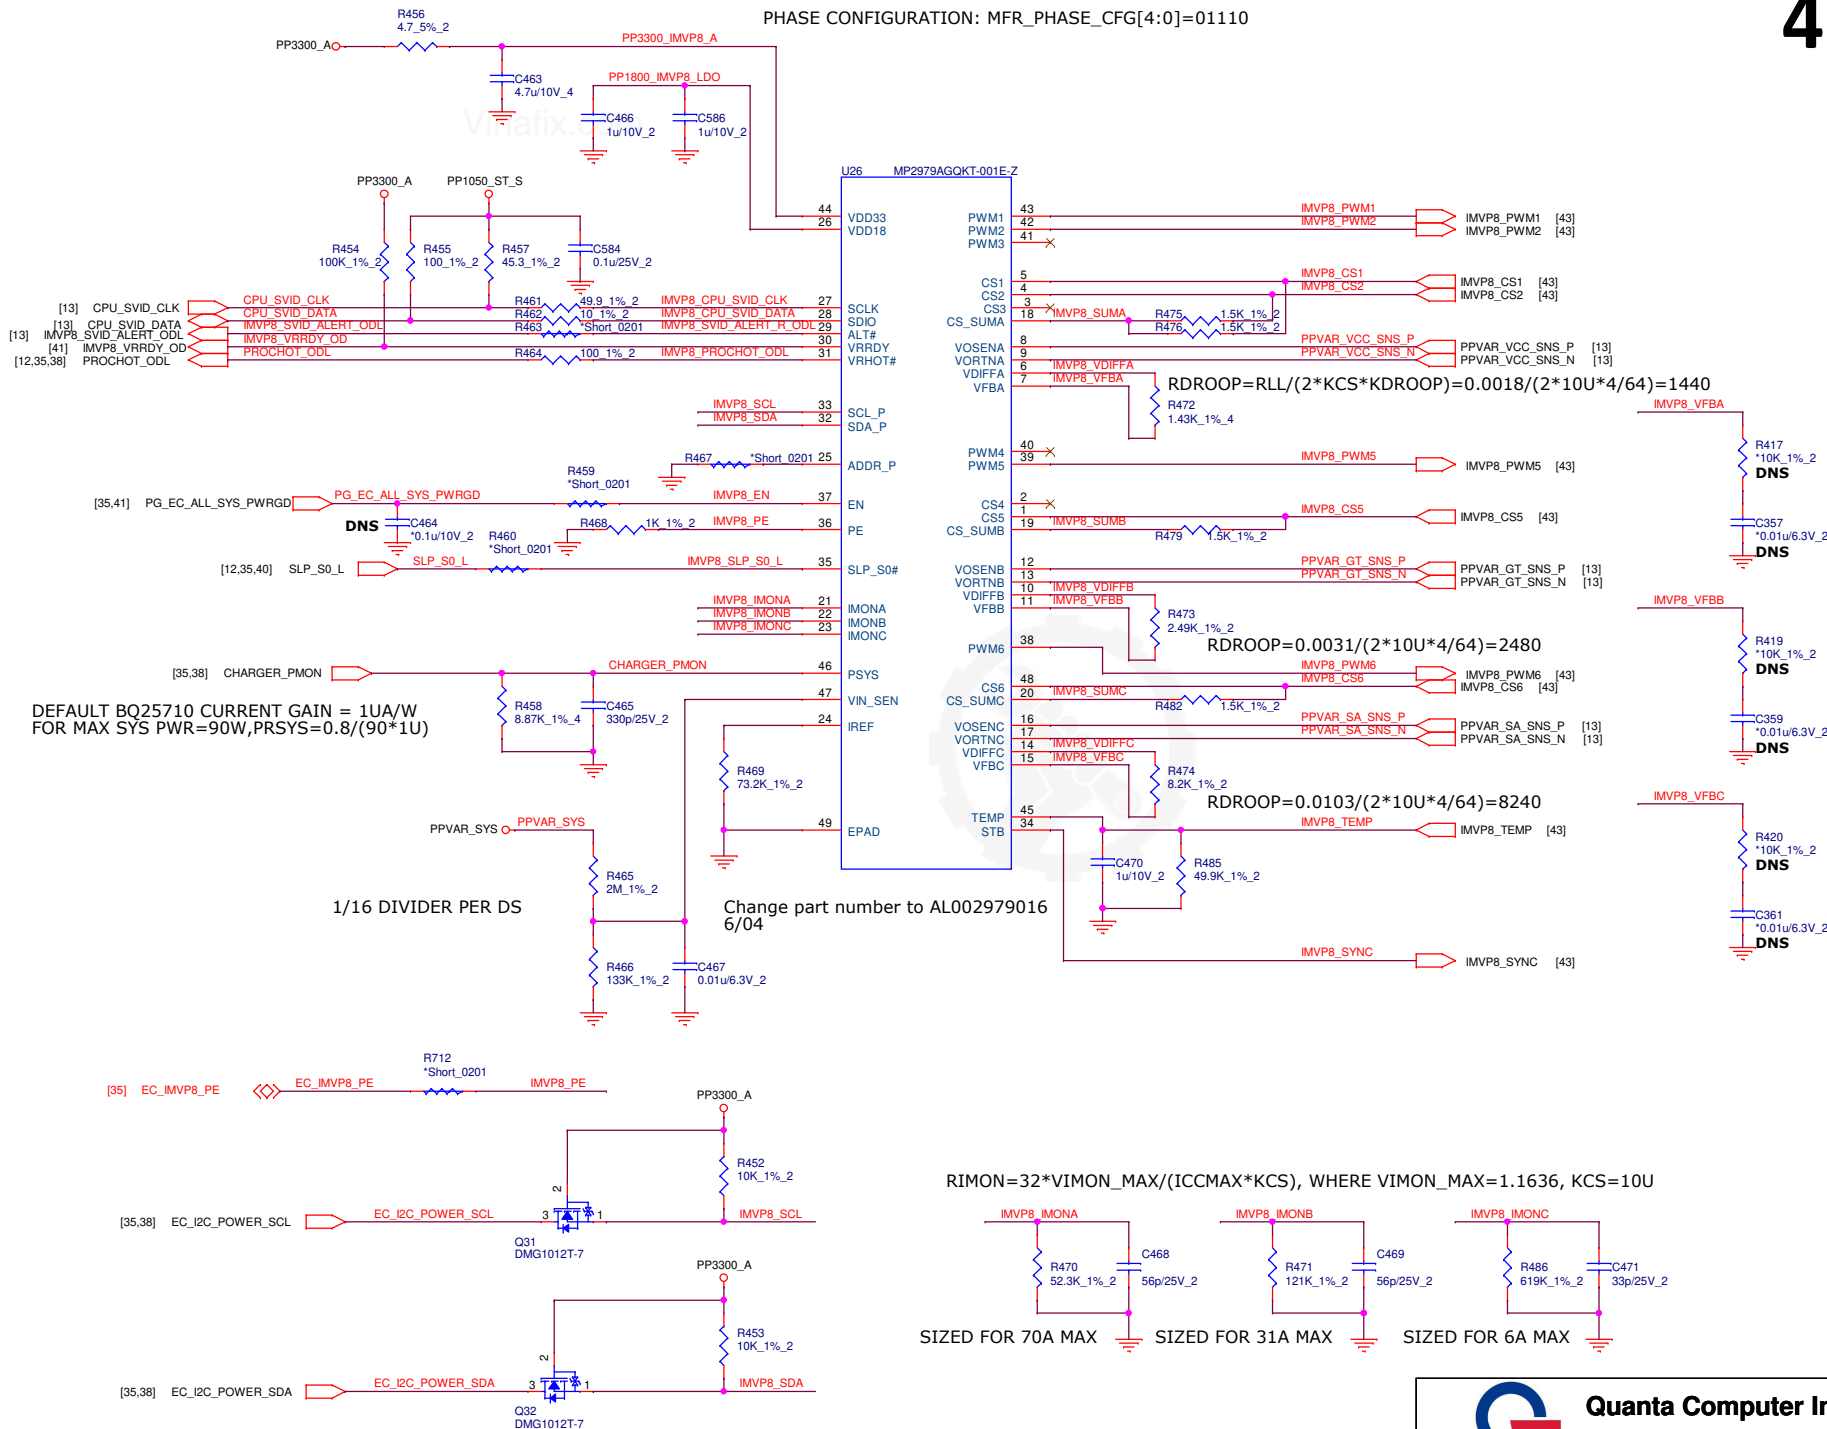 PHASE CONFIGURATION: MFR_PHASE_CFG[4:0]=01110
4
R456
4.7_5%_2
PP3300_A
PP3300_IMVP8_A
C463
4.7u/10V_4
PP1800_IMVP8_LDO
C466
1u/10V_2
C586
1u/10V_2
Vinafix.c
PP3300_A
PP1050_ST_S
R454
100K_1%_2
R455
100_1%_2
R457
45.3_1%_2
C584
0.1u/25V_2
U26 MP2979AGQKT-001E-Z
44 VDD33
26 VDD18
[13] CPU_SVID_CLK CPU_SVID_CLK R461 49.9_1%_2 IMVP8_CPU_SVID_CLK 27 SCLK
[13] CPU_SVID_DATA CPU_SVID_DATA R462 10_1%_2 IMVP8_CPU_SVID_DATA 28 SDIO
[13] IMVP8_SVID_ALERT_ODL IMVP8_SVID_ALERT_ODL R463 *Short_0201 IMVP8_SVID_ALERT_R_ODL 29 ALT#
[41] IMVP8_VRRDY_OD IMVP8_VRRDY_OD 30 VRRDY
[12,35,38] PROCHOT_ODL PROCHOT_ODL R464 100_1%_2 IMVP8_PROCHOT_ODL 31 VRHOT#
IMVP8_SCL 33 SCL_P
IMVP8_SDA 32 SDA_P
R467 *Short_0201 25 ADDR_P
R459
*Short_0201
[35,41] PG_EC_ALL_SYS_PWRGD PG_EC_ALL_SYS_PWRGD IMVP8_EN 37 EN
DNS C464
*0.1u/10V_2
R468 1K_1%_2 IMVP8_PE 36 PE
R460
*Short_0201
[12,35,40] SLP_S0_L SLP_S0_L IMVP8_SLP_S0_L 35 SLP_S0#
IMVP8_IMONA 21 IMONA
IMVP8_IMONB 22 IMONB
IMVP8_IMONC 23 IMONC
[35,38] CHARGER_PMON CHARGER_PMON 46 PSYS
47 VIN_SEN
24 IREF
49 EPAD
R458
8.87K_1%_4
C465
330p/25V_2
DEFAULT BQ25710 CURRENT GAIN = 1UA/W
FOR MAX SYS PWR=90W,PRSYS=0.8/(90*1U)
R469
73.2K_1%_2
PPVAR_SYS PPVAR_SYS
R465
2M_1%_2
1/16 DIVIDER PER DS
R466
133K_1%_2
C467
0.01u/6.3V_2
Change part number to AL002979016
6/04
PWM1 43 IMVP8_PWM1 IMVP8_PWM1 [43]
PWM2 42 IMVP8_PWM2 IMVP8_PWM2 [43]
PWM3 41
CS1 5 IMVP8_CS1 IMVP8_CS1 [43]
CS2 4 IMVP8_CS2 IMVP8_CS2 [43]
CS3 3
CS_SUMA 18 IMVP8_SUMA R475 1.5K_1%_2
R476 1.5K_1%_2
VOSENA 8 PPVAR_VCC_SNS_P PPVAR_VCC_SNS_P [13]
VORTNA 9 PPVAR_VCC_SNS_N PPVAR_VCC_SNS_N [13]
VDIFFA 6 IMVP8_VDIFFA
VFBA 7 IMVP8_VFBA
RDROOP=RLL/(2*KCS*KDROOP)=0.0018/(2*10U*4/64)=1440
R472
1.43K_1%_4
PWM4 40
PWM5 39 IMVP8_PWM5 IMVP8_PWM5 [43]
CS4 2
CS5 1 IMVP8_CS5 IMVP8_CS5 [43]
CS_SUMB 19 IMVP8_SUMB R479 1.5K_1%_2
VOSENB 12 PPVAR_GT_SNS_P PPVAR_GT_SNS_P [13]
VORTNB 13 PPVAR_GT_SNS_N PPVAR_GT_SNS_N [13]
VDIFFB 10 IMVP8_VDIFFB
VFBB 11 IMVP8_VFBB
R473
2.49K_1%_2
RDROOP=0.0031/(2*10U*4/64)=2480
PWM6 38 IMVP8_PWM6 IMVP8_PWM6 [43]
CS6 48 IMVP8_CS6 IMVP8_CS6 [43]
CS_SUMC 20 IMVP8_SUMC R482 1.5K_1%_2
VOSENC 16 PPVAR_SA_SNS_P PPVAR_SA_SNS_P [13]
VORTNC 17 PPVAR_SA_SNS_N PPVAR_SA_SNS_N [13]
VDIFFC 14 IMVP8_VDIFFC
VFBC 15 IMVP8_VFBC
R474
8.2K_1%_2
RDROOP=0.0103/(2*10U*4/64)=8240
TEMP 45 IMVP8_TEMP IMVP8_TEMP [43]
STB 34
C470
1u/10V_2
R485
49.9K_1%_2
IMVP8_SYNC IMVP8_SYNC [43]
IMVP8_VFBA
R417
*10K_1%_2
DNS
C357
*0.01u/6.3V_2
DNS
IMVP8_VFBB
R419
*10K_1%_2
DNS
C359
*0.01u/6.3V_2
DNS
IMVP8_VFBC
R420
*10K_1%_2
DNS
C361
*0.01u/6.3V_2
DNS
R712
*Short_0201
[35] EC_IMVP8_PE EC_IMVP8_PE IMVP8_PE
PP3300_A
R452
10K_1%_2
2
[35,38] EC_I2C_POWER_SCL EC_I2C_POWER_SCL 3 1 IMVP8_SCL
Q31
DMG1012T-7
PP3300_A
R453
10K_1%_2
2
[35,38] EC_I2C_POWER_SDA EC_I2C_POWER_SDA 3 1 IMVP8_SDA
Q32
DMG1012T-7
RIMON=32*VIMON_MAX/(ICCMAX*KCS), WHERE VIMON_MAX=1.1636, KCS=10U
IMVP8_IMONA IMVP8_IMONB IMVP8_IMONC
R470
52.3K_1%_2
C468
56p/25V_2
R471
121K_1%_2
C469
56p/25V_2
R486
619K_1%_2
C471
33p/25V_2
SIZED FOR 70A MAX SIZED FOR 31A MAX SIZED FOR 6A MAX
Quanta Computer In